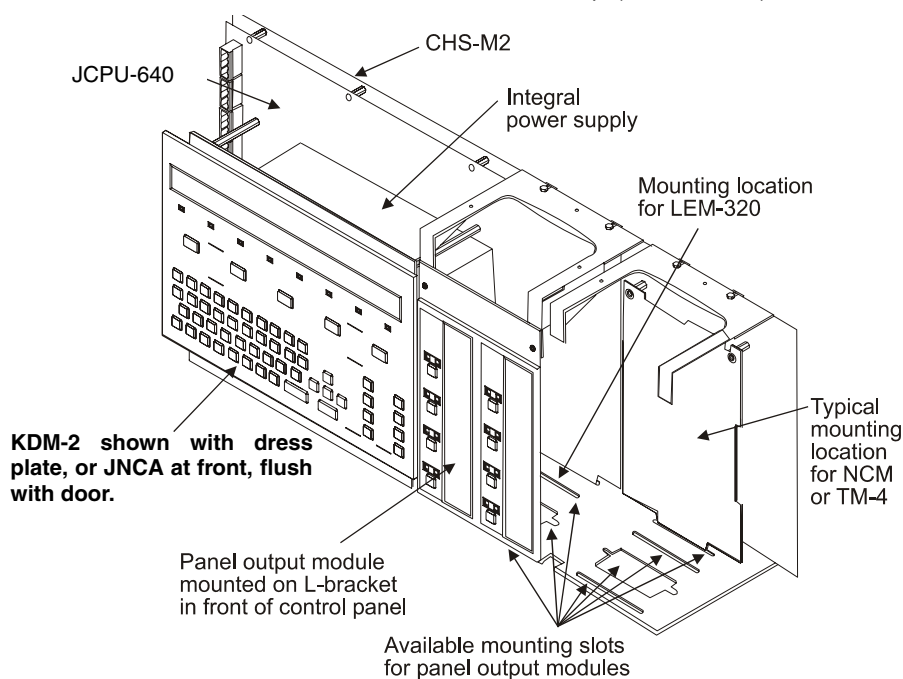 CHS-M2
JCPU-640
Integral
power supply
Mounting location
for LEM-320
Typical
mounting
location
for NCM
or TM-4
KDM-2 shown with dress
plate, or JNCA at front, flush
with door.
Panel output module
mounted on L-bracket
in front of control panel
Available mounting slots
for panel output modules